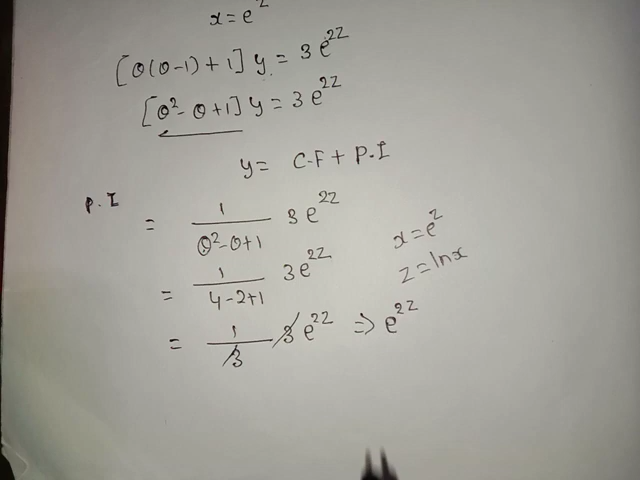 x = e^z
[θ(θ-1)+1] y = 3 e^2z
[θ²-θ+1] y = 3 e^2z
y = C.F + P.I
P.I
= 1/(θ²-θ+1) 3 e^2z
x = e^z
= 1/(4-2+1) 3 e^2z
z = ln x
= 1/3 3 e^2z ⇒ e^2z